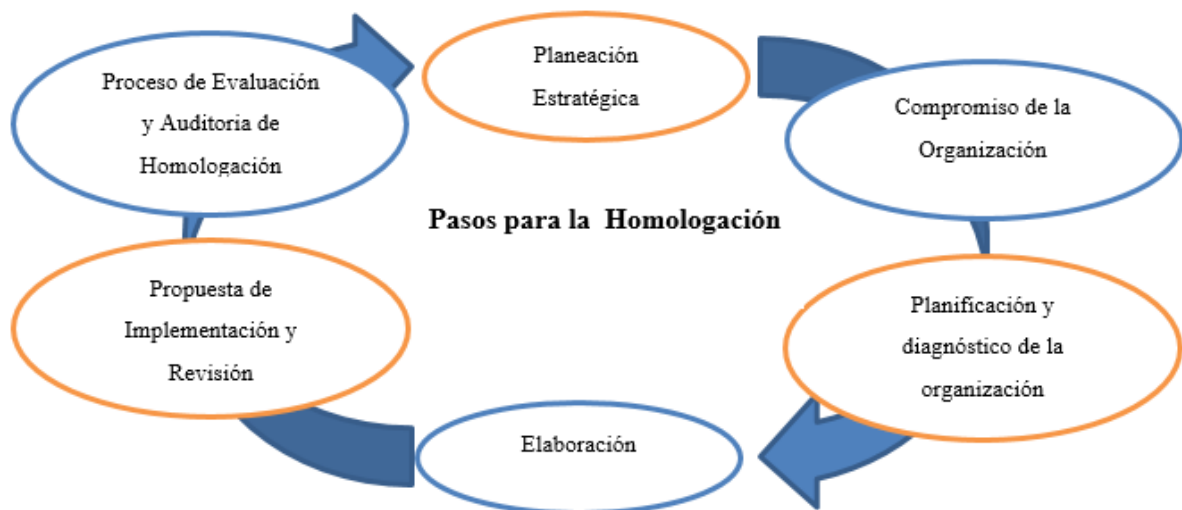 Planeación
Estratégica
Compromiso de la
Organización
Planificación y
diagnóstico de la
organización
Elaboración
Propuesta de
Implementación y
Revisión
Proceso de Evaluación
y Auditoria de
Homologación
Pasos para la Homologación